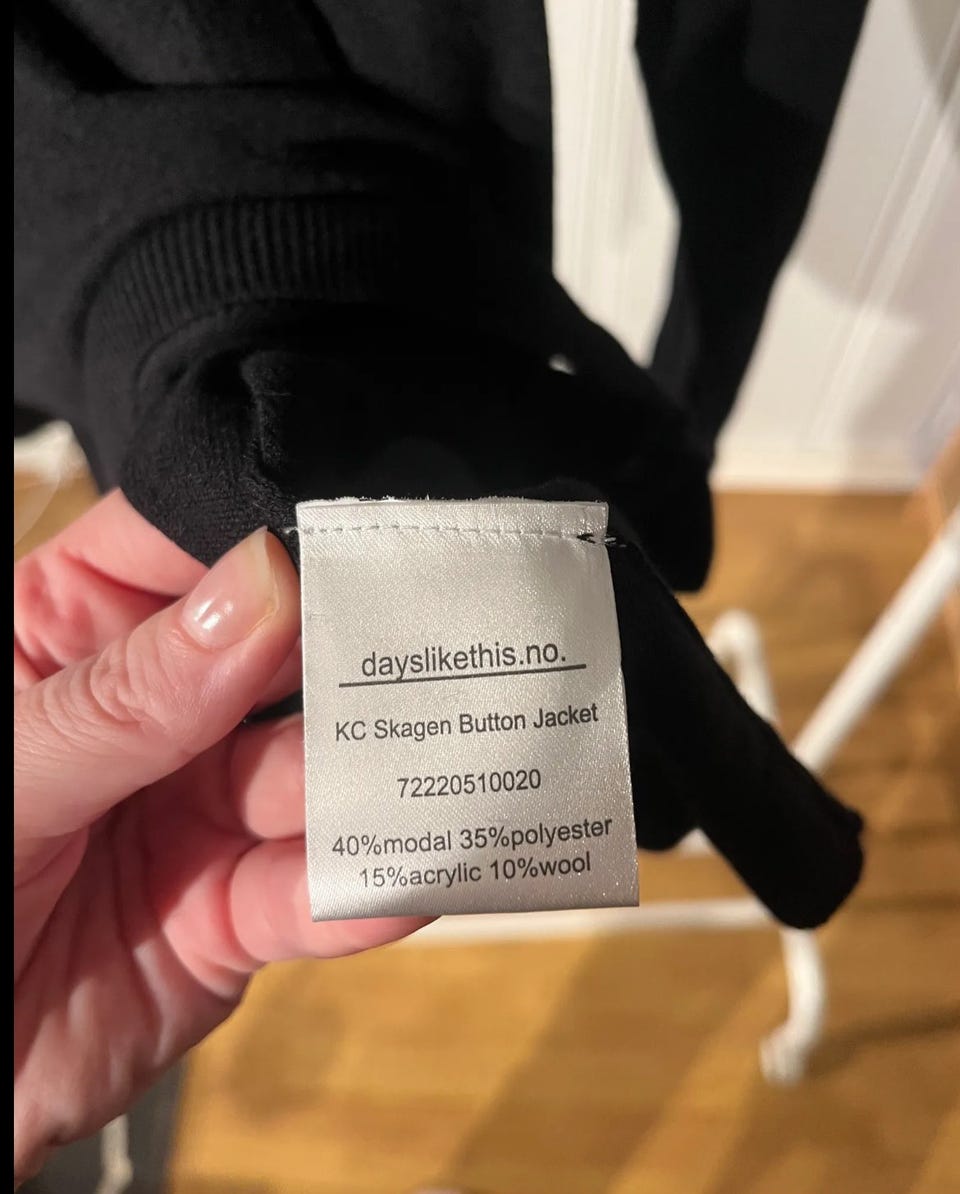 dayslikethis.no.
KC Skagen Button Jacket
72220510020
40%modal 35%polyester
15%acrylic 10%wool